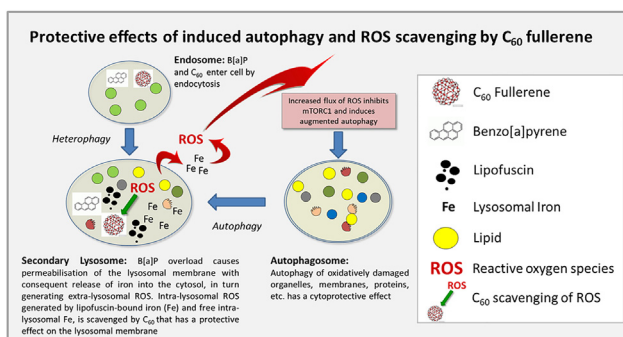 Protective effects of induced autophagy and ROS scavenging by C60 fullerene
Endosome: B[a]P
and C60 enter cell by
endocytosis
Heterophagy
ROS
Fe
Fe
Fe
Increased flux of ROS inhibits
mTORC1 and induces
augmented autophagy
ROS
Fe
Fe
Fe
Fe
Autophagy
Secondary Lysosome: B[a]P overload causes
permeabilisation of the lysosomal membrane with
consequent release of iron into the cytosol, in
turn generating extra-lysosomal ROS. Intra-lysosomal ROS
generated by lipofuscin-bound iron (Fe) and free intra-
lysosomal Fe, is scavenged by C60 that has a protective
effect on the lysosomal membrane
Autophagosome:
Autophagy of oxidatively damaged
organelles, membranes, proteins,
etc. has a cytoprotective effect
C60 Fullerene
Benzo[a]pyrene
Lipofuscin
Fe Lysosomal Iron
Lipid
ROS Reactive oxygen species
ROS
C60 scavenging of ROS